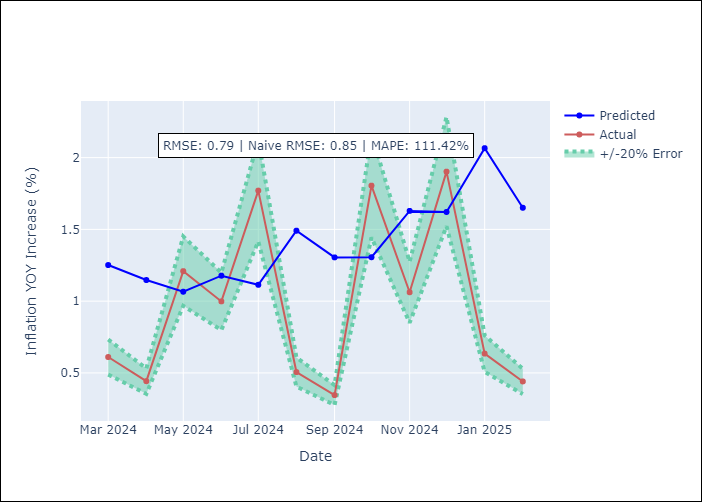 RMSE: 0.79 | Naive RMSE: 0.85 | MAPE: 111.42%
Predicted
Actual
+/-20% Error
Inflation YOY Increase (%)
2
1.5
1
0.5
Mar 2024
May 2024
Jul 2024
Sep 2024
Nov 2024
Jan 2025
Date